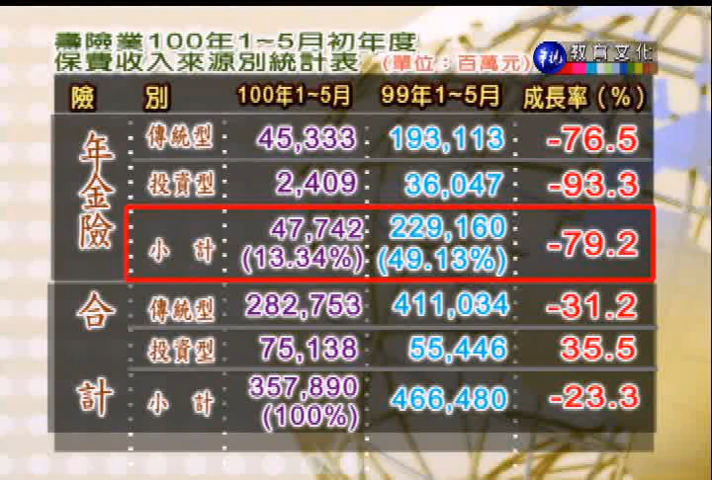 壽險業100年1~5月初年度
保費收入來源別統計表 (單位：百萬元)
華視 教育文化
險 別 100年1~5月 99年1~5月 成長率(%)
年金險 傳統型 45,333 193,113 -76.5
投資型 2,409 36,047 -93.3
小計 47,742 229,160 -79.2
(13.34%) (49.13%)
合計 傳統型 282,753 411,034 -31.2
投資型 75,138 55,446 35.5
小計 357,890 466,480 -23.3
(100%)